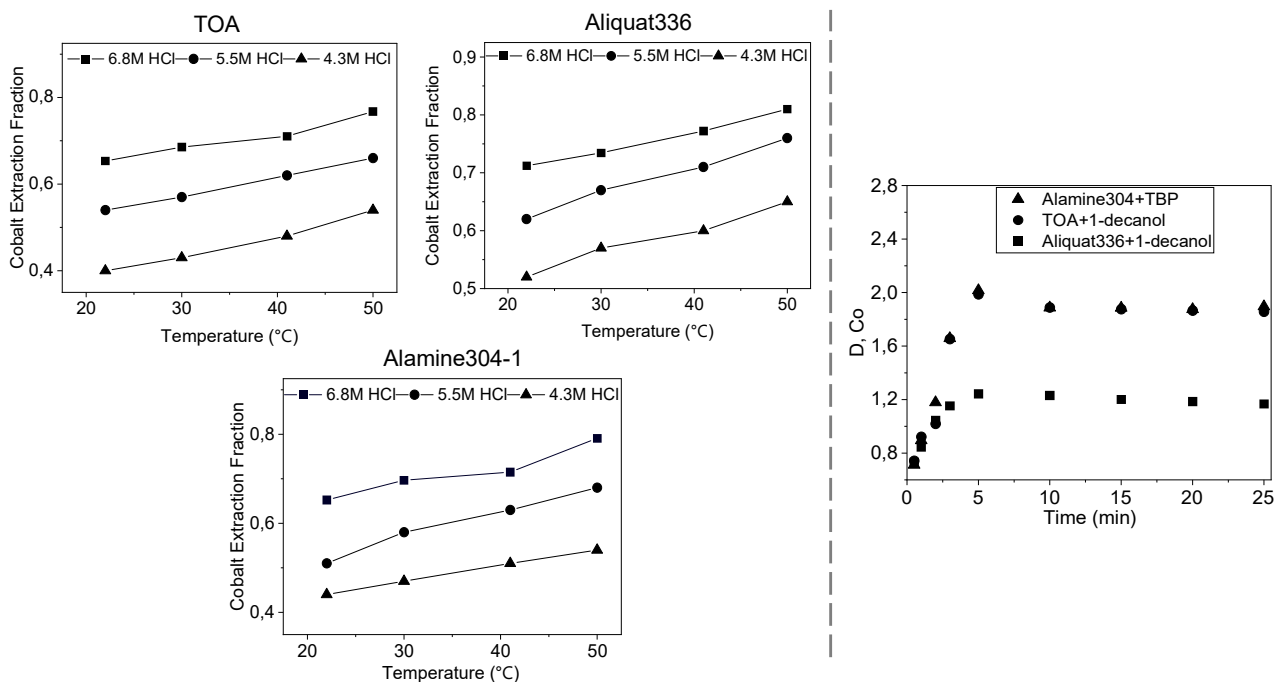 TOA
6.8M HCl 5.5M HCl 4.3M HCl
Cobalt Extraction Fraction
0,8
0,6
0,4
20 30 40 50
Temperature (°C)
Aliquat336
6.8M HCl 5.5M HCl 4.3M HCl
Cobalt Extraction Fraction
0,9
0,8
0,7
0,6
0,5
20 30 40 50
Temperature (°C)
Alamine304-1
6.8M HCl 5.5M HCl 4.3M HCl
Cobalt Extraction Fraction
0,8
0,6
0,4
20 30 40 50
Temperature (°C)
Alamine304+TBP
TOA+1-decanol
Aliquat336+1-decanol
D, Co
2,8
2,4
2,0
1,6
1,2
0,8
0 5 10 15 20 25
Time (min)